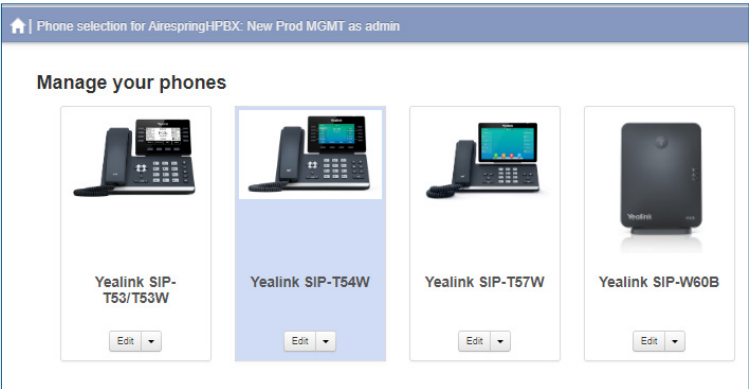 Phone selection for AirespringHPBX: New Prod MGMT as admin
Manage your phones
Yealink
Yealink SIP-
T53/T53W
Yealink SIP-T54W
Yealink SIP-T57W
Yealink SIP-W60B
Edit
Edit
Edit
Edit